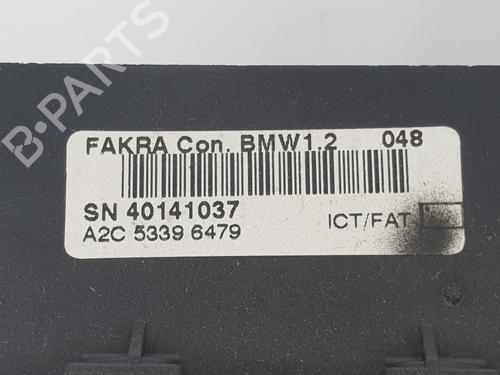 FAKRA Con. BMW1.2 048
SN 40141037
A2C 5339 6479
ICT/FAT
B-PARTS